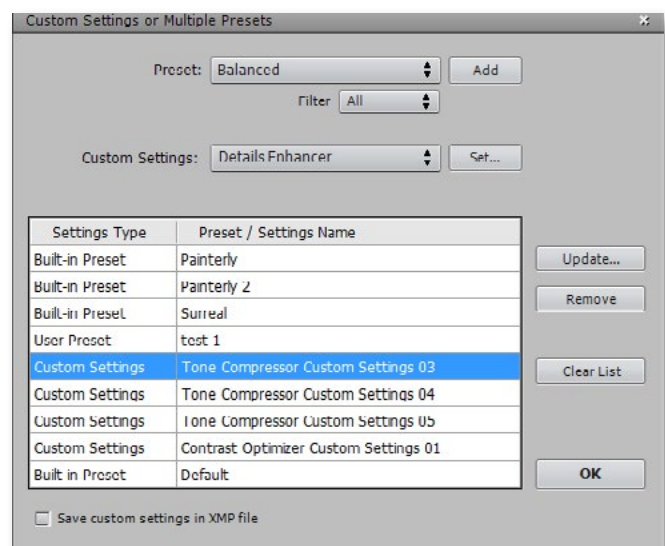 Custom Settings or Multiple Presets
Preset: Balanced Add
Filter All
Custom Settings: Details Enhancer Set...
Settings Type Preset / Settings Name
Built-in Preset Painterly
Update...
Built-in Preset Painterly 2
Remove
Built-in Preset Surreal
User Preset test 1
Custom Settings Tone Compressor Custom Settings 03
Clear List
Custom Settings Tone Compressor Custom Settings 04
Custom Settings Tone Compressor Custom Settings 05
Custom Settings Contrast Optimizer Custom Settings 01
Built in Preset Default
OK
Save custom settings in XMP file